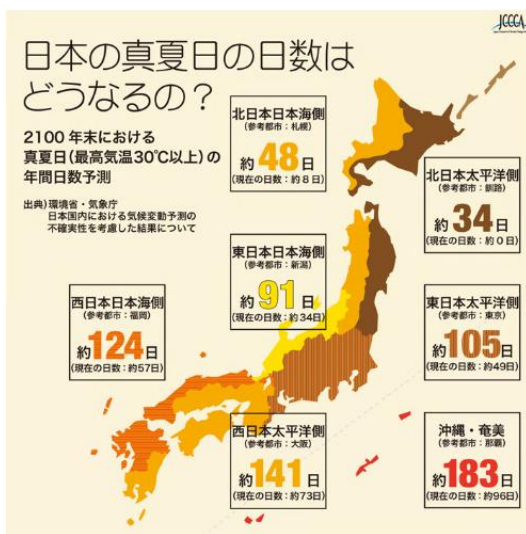 JCCCA
日本の真夏日の日数は
どうなるの？
2100年末における
真夏日（最高気温30℃以上）の
年間日数予測
出典）環境省・気象庁
日本国内における気候変動予測の
不確実性を考慮した結果について
北日本日本海側
（参考都市：札幌）
約48日
（現在の日数：約8日）
北日本太平洋側
（参考都市：釧路）
約34日
（現在の日数：約0日）
東日本日本海側
（参考都市：新潟）
約91日
（現在の日数：約34日）
西日本日本海側
（参考都市：福岡）
約124日
（現在の日数：約57日）
東日本太平洋側
（参考都市：東京）
約105日
（現在の日数：約49日）
西日本太平洋側
（参考都市：大阪）
約141日
（現在の日数：約73日）
沖縄・奄美
（参考都市：那覇）
約183日
（現在の日数：約96日）